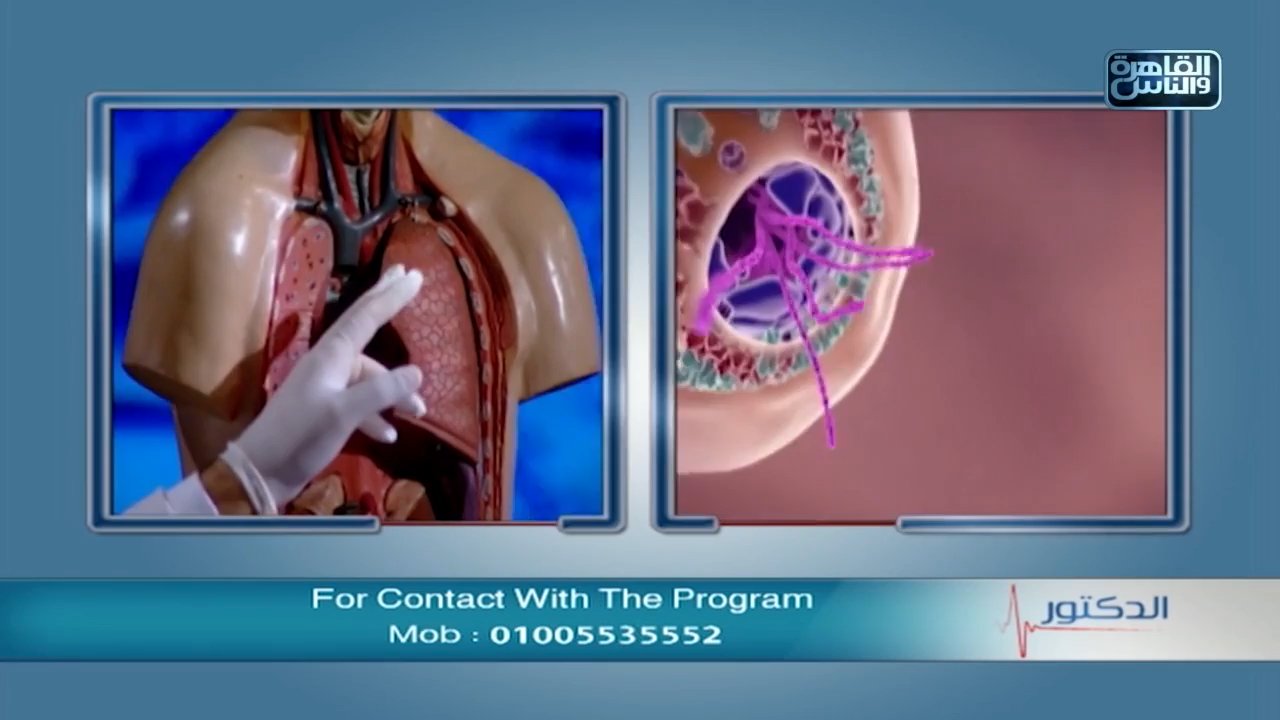 القاهرة
والناس
For Contact With The Program
Mob : 01005535552
الدكتور